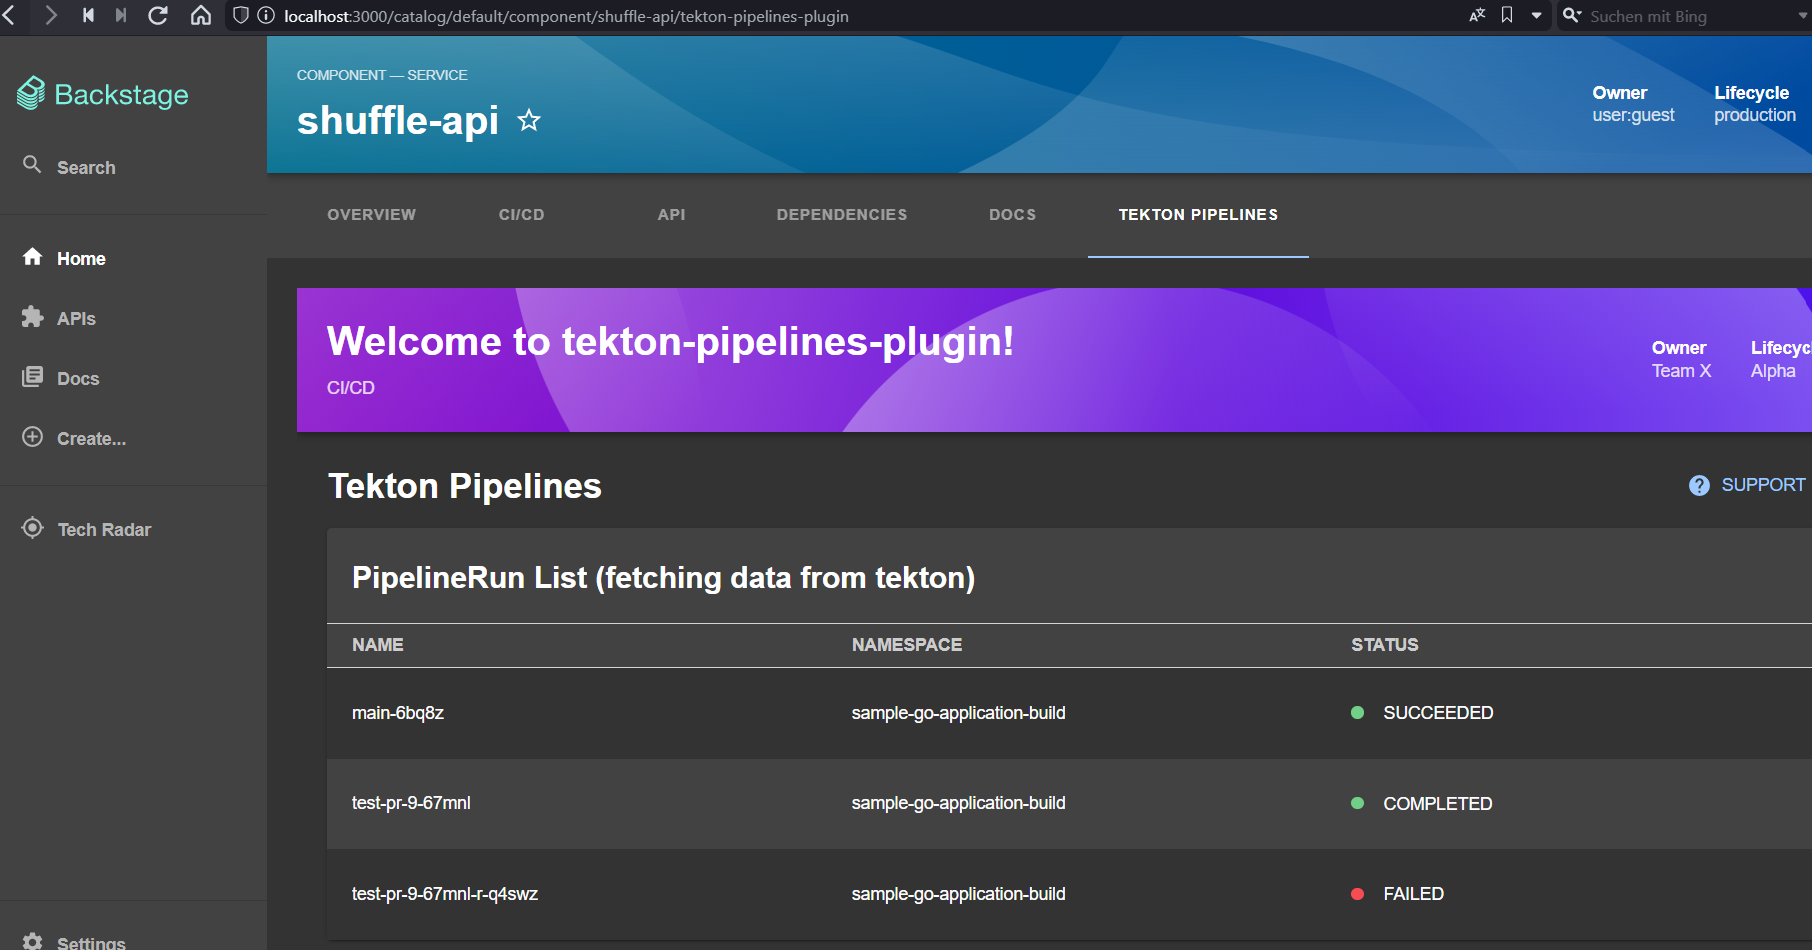 localhost:3000/catalog/default/component/shuffle-api/tekton-pipelines-plugin
Suchen mit Bing
Backstage
Search
Home
APIs
Docs
Create...
Tech Radar
Settings
COMPONENT — SERVICE
shuffle-api
Owner
user:guest
Lifecycle
production
OVERVIEW
CI/CD
API
DEPENDENCIES
DOCS
TEKTON PIPELINES
Welcome to tekton-pipelines-plugin!
CI/CD
Owner
Team X
Lifecyc
Alpha
Tekton Pipelines
SUPPORT
PipelineRun List (fetching data from tekton)
NAME NAMESPACE STATUS
main-6bq8z sample-go-application-build SUCCEEDED
test-pr-9-67mnl sample-go-application-build COMPLETED
test-pr-9-67mnl-r-q4swz sample-go-application-build FAILED